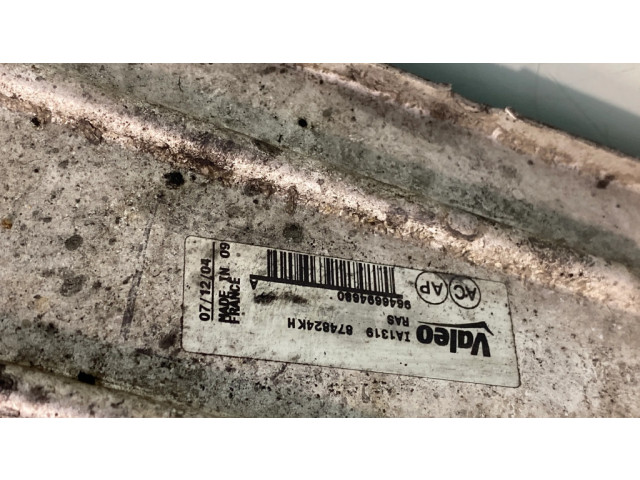 Valeo
IA1319 874824KH
RAS
9646694680
AC AP
07/12/04
MADE IN 09
FRANCE